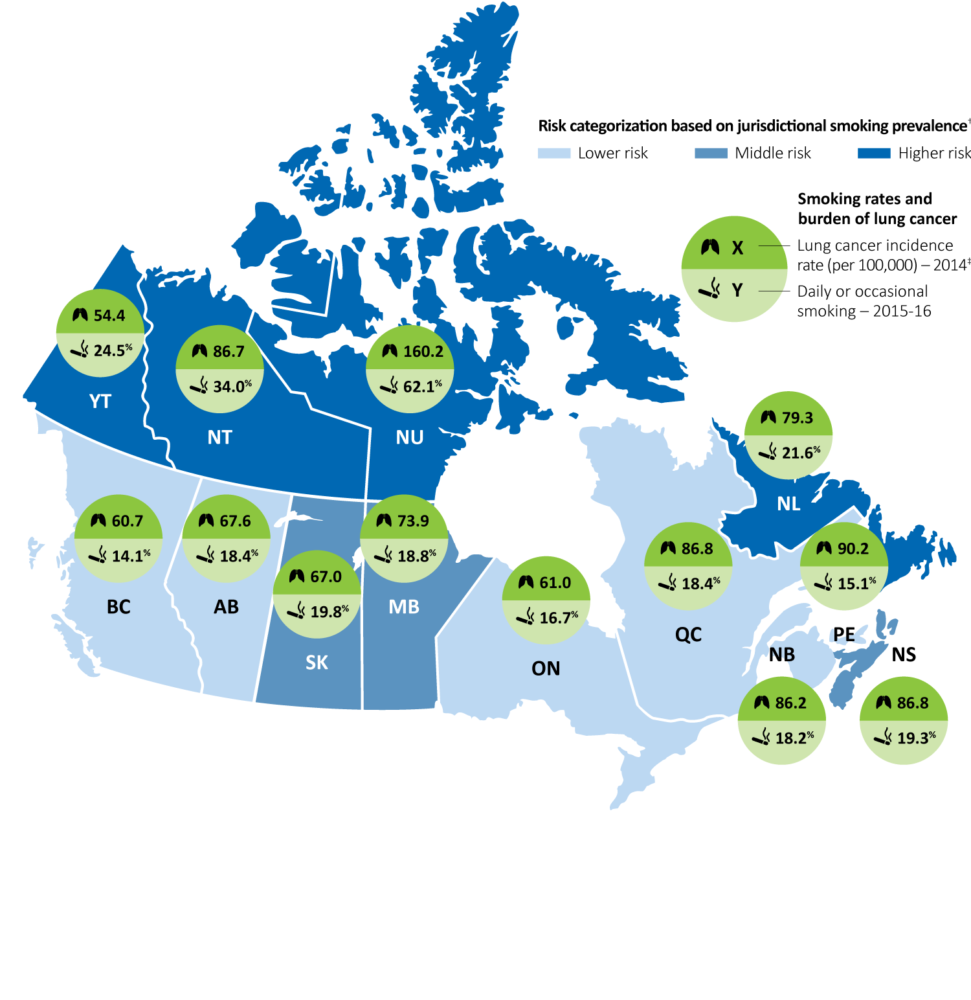 Risk categorization based on jurisdictional smoking prevalence†
Lower risk
Middle risk
Higher risk
Smoking rates and
burden of lung cancer
X
Lung cancer incidence
rate (per 100,000) – 2014‡
Y
Daily or occasional
smoking – 2015-16
54.4
24.5%
YT
86.7
34.0%
NT
160.2
62.1%
NU
79.3
21.6%
NL
60.7
14.1%
BC
67.6
18.4%
AB
67.0
19.8%
SK
73.9
18.8%
MB
61.0
16.7%
ON
86.8
18.4%
QC
90.2
15.1%
PE
NB
86.2
18.2%
NS
86.8
19.3%